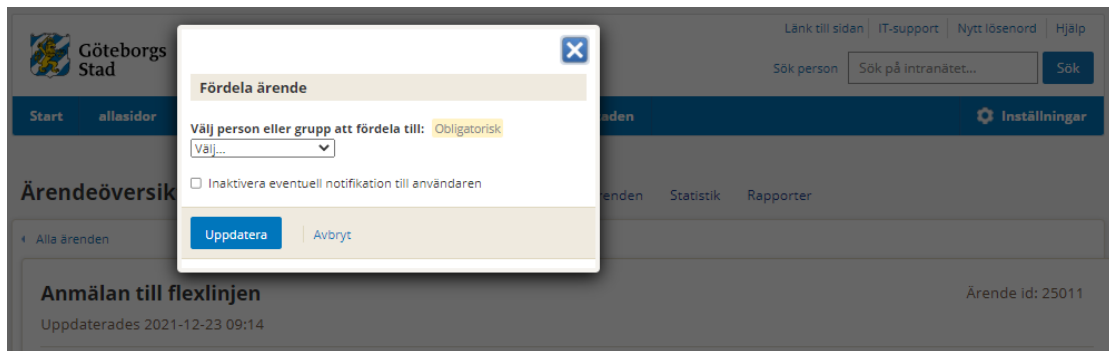 Länk till sidan IT-support Nytt lösenord Hjälp
Göteborgs
Stad
Sök person Sök på intranätet... Sök
Start allasidor aden Inställningar
Fördela ärende
Välj person eller grupp att fördela till: Obligatorisk
Välj...
Inaktivera eventuell notifikation till användaren
Uppdatera Avbryt
Ärendeöversik renden Statistik Rapporter
Alla ärenden
Anmälan till flexlinjen Ärende id: 25011
Uppdaterades 2021-12-23 09:14